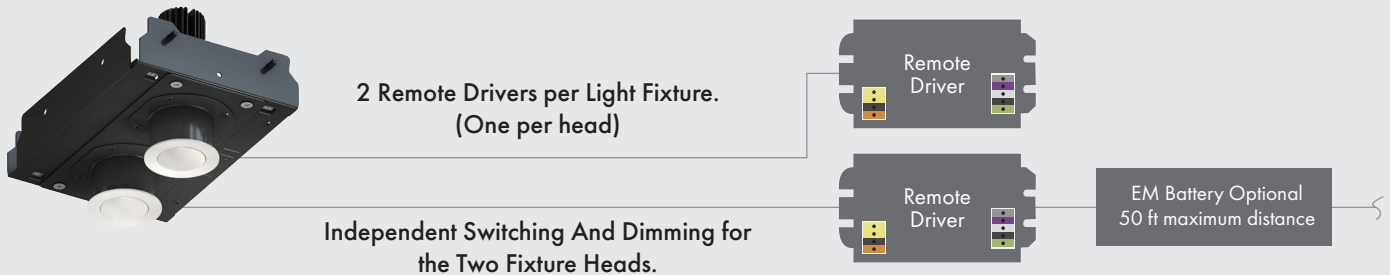 2 Remote Drivers per Light Fixture.
(One per head)
Remote
Driver
Independent Switching And Dimming for
the Two Fixture Heads.
Remote
Driver
EM Battery Optional
50 ft maximum distance